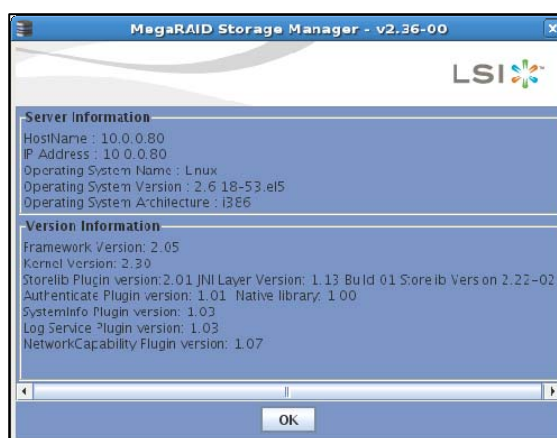 MegaRAID Storage Manager - v2.36-00
LSI
Server Information
HostName : 10.0.0.80
IP Address : 10.0.0.80
Operating System Name : Linux
Operating System Version : 2.6.18-53.el5
Operating System Architecture : i386
Version Information
Framework Version: 2.05
Kernel Version: 2.30
Storelib Plugin version:2.01 JNI Layer Version: 1.13 Build 01 Storelib Version 2.22-02
Authenticate Plugin version: 1.01 Native library: 1.00
SystemInfo Plugin version: 1.03
Log Service Plugin version: 1.03
NetworkCapability Plugin version: 1.07
OK